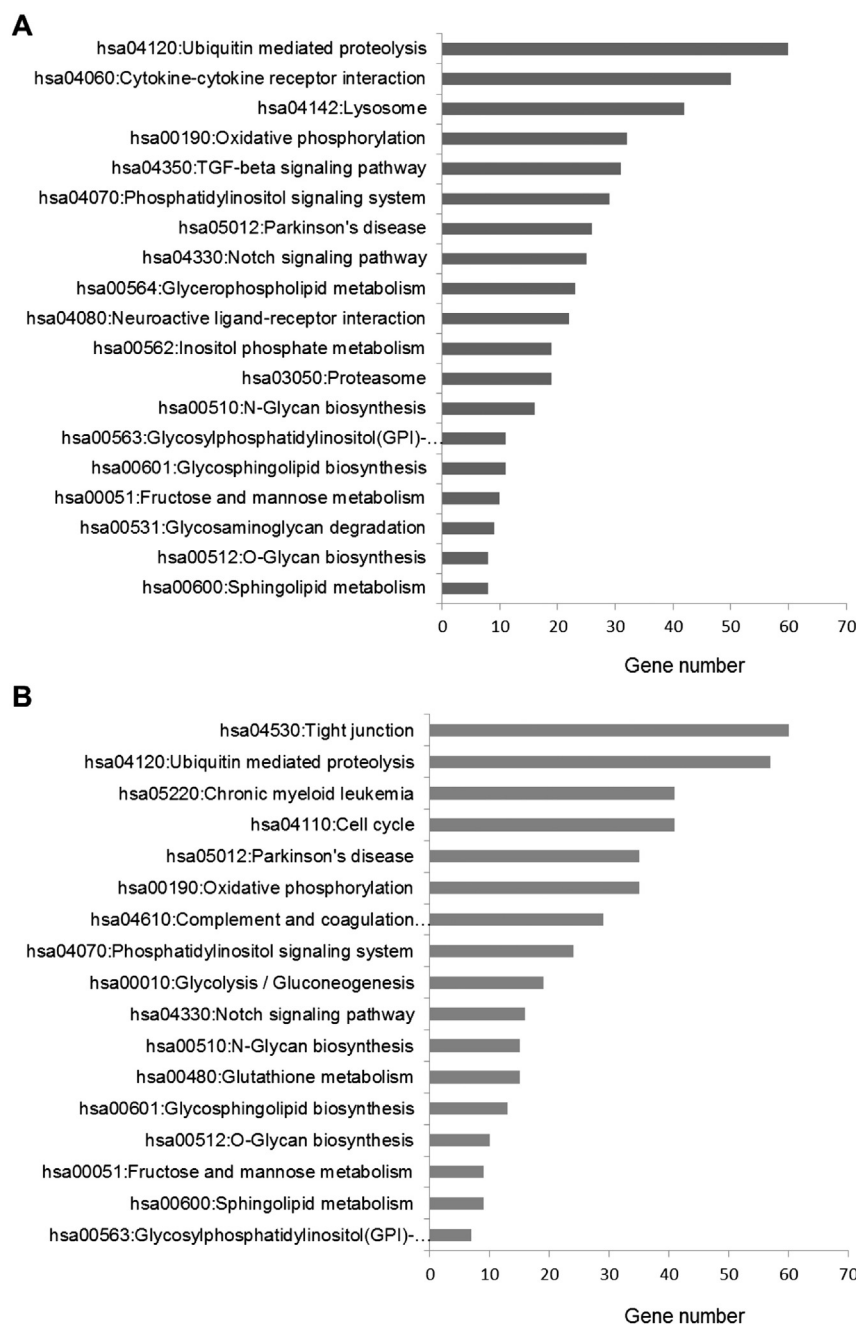 A
hsa04120:Ubiquitin mediated proteolysis
hsa04060:Cytokine-cytokine receptor interaction
hsa04142:Lysosome
hsa00190:Oxidative phosphorylation
hsa04350:TGF-beta signaling pathway
hsa04070:Phosphatidylinositol signaling system
hsa05012:Parkinson's disease
hsa04330:Notch signaling pathway
hsa00564:Glycerophospholipid metabolism
hsa04080:Neuroactive ligand-receptor interaction
hsa00562:Inositol phosphate metabolism
hsa03050:Proteasome
hsa00510:N-Glycan biosynthesis
hsa00563:Glycosylphosphatidylinositol(GPI)-…
hsa00601:Glycosphingolipid biosynthesis
hsa00051:Fructose and mannose metabolism
hsa00531:Glycosaminoglycan degradation
hsa00512:O-Glycan biosynthesis
hsa00600:Sphingolipid metabolism
0 10 20 30 40 50 60 70
Gene number
B
hsa04530:Tight junction
hsa04120:Ubiquitin mediated proteolysis
hsa05220:Chronic myeloid leukemia
hsa04110:Cell cycle
hsa05012:Parkinson's disease
hsa00190:Oxidative phosphorylation
hsa04610:Complement and coagulation…
hsa04070:Phosphatidylinositol signaling system
hsa00010:Glycolysis / Gluconeogenesis
hsa04330:Notch signaling pathway
hsa00510:N-Glycan biosynthesis
hsa00480:Glutathione metabolism
hsa00601:Glycosphingolipid biosynthesis
hsa00512:O-Glycan biosynthesis
hsa00051:Fructose and mannose metabolism
hsa00600:Sphingolipid metabolism
hsa00563:Glycosylphosphatidylinositol(GPI)-…
0 10 20 30 40 50 60 70
Gene number